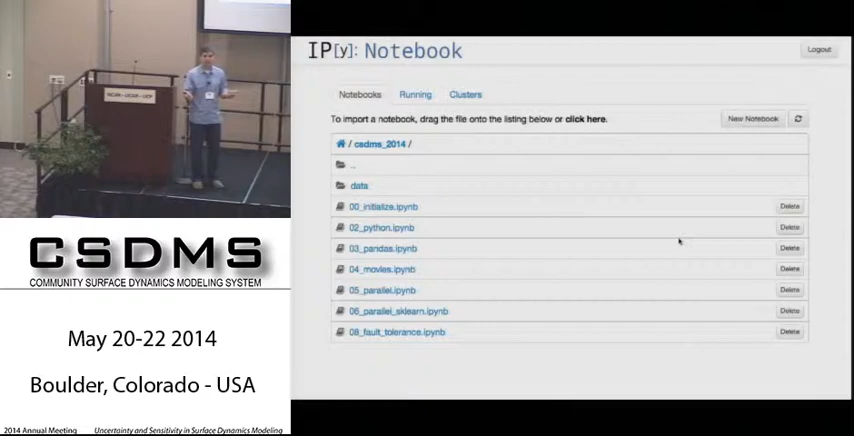 IP[y]: Notebook
Logout
Notebooks
Running
Clusters
To import a notebook, drag the file onto the listing below or click here.
New Notebook
/ csdms_2014 /
..
data
00_initialize.ipynb
Delete
02_python.ipynb
Delete
03_pandas.ipynb
Delete
04_movies.ipynb
Delete
05_parallel.ipynb
Delete
06_parallel_sklearn.ipynb
Delete
08_fault_tolerance.ipynb
Delete
CSDMS
COMMUNITY SURFACE DYNAMICS MODELING SYSTEM
May 20-22 2014
Boulder, Colorado - USA
2014 Annual Meeting
Uncertainty and Sensitivity in Surface Dynamics Modeling